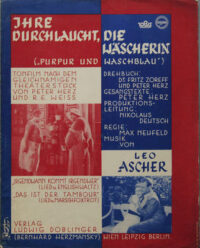 IHRE
DURCHLAUCHT, DIE
WÄSCHERIN
("PURPUR UND
WASCHBLAU")
TONFILM NACH DEM
GLEICHNAMIGEN
THEATERSTÜCK
VON PETER HERZ
UND R.E. WEISS
DREHBUCH:
DR. FRITZ ZOREFF
UND PETER HERZ
GESANGSTEXTE:
PETER HERZ
PRODUKTIONS-
LEITUNG:
NIKOLAUS
DEUTSCH
REGIE:
MAX NEUFELD
MUSIK
VON
LEO
ASCHER
"IRGENDWANN KOMMT IRGENDWER"
(LIED u. ENGLISHWALTZ)
"DAS IST DER TAMBOUR"
(LIED u. MARSCHFOXTROT)
VERLAG
LUDWIG DOBLINGER
(BERNHARD HERZMANSKY) WIEN LEIPZIG BERLIN